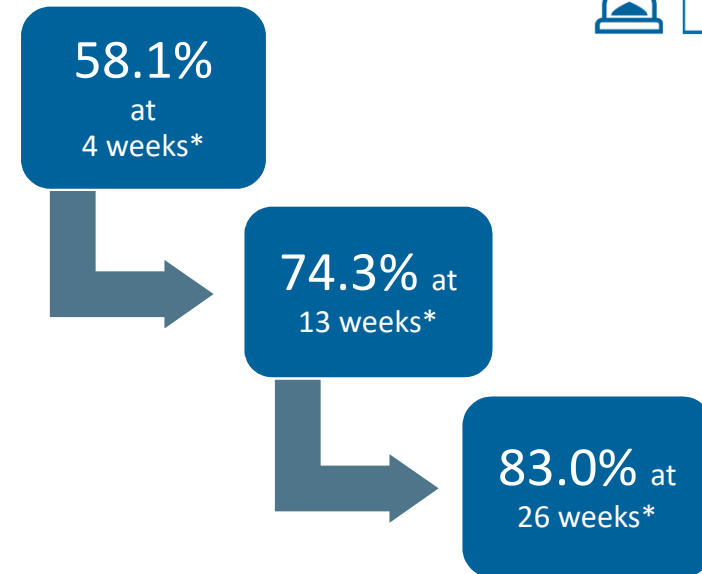 58.1%
at
4 weeks*
74.3% at
13 weeks*
83.0% at
26 weeks*